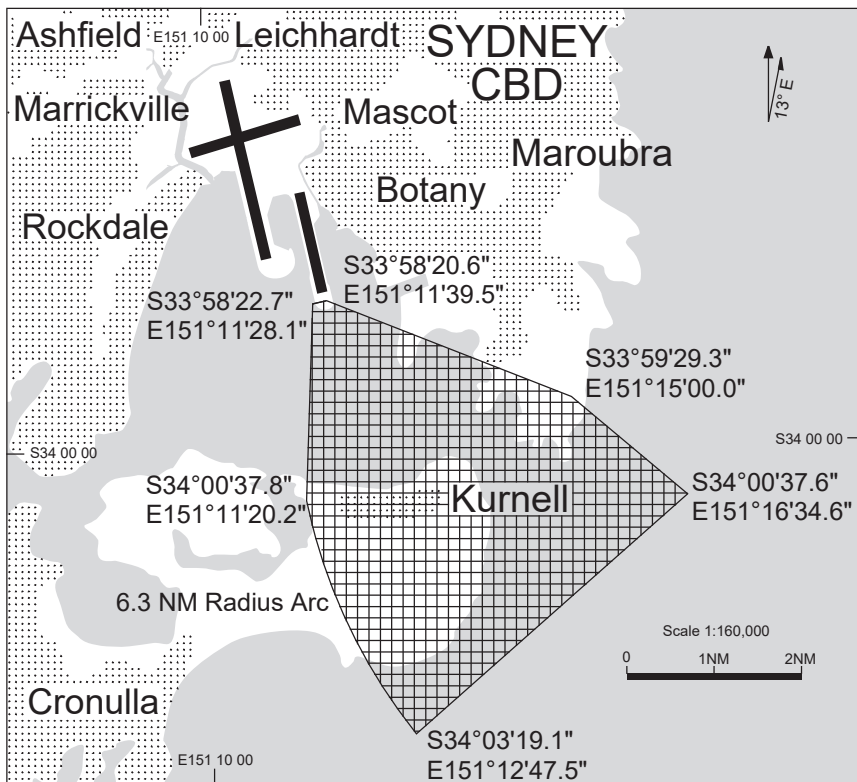 Ashfield
E151 10 00
Leichhardt
SYDNEY
CBD
13° E
Marrickville
Mascot
Maroubra
Botany
Rockdale
S33°58'20.6"
E151°11'39.5"
S33°58'22.7"
E151°11'28.1"
S33°59'29.3"
E151°15'00.0"
S34 00 00
S34 00 00
S34°00'37.8"
E151°11'20.2"
Kurnell
S34°00'37.6"
E151°16'34.6"
6.3 NM Radius Arc
Scale 1:160,000
0 1NM 2NM
Cronulla
S34°03'19.1"
E151°12'47.5"
E151 10 00